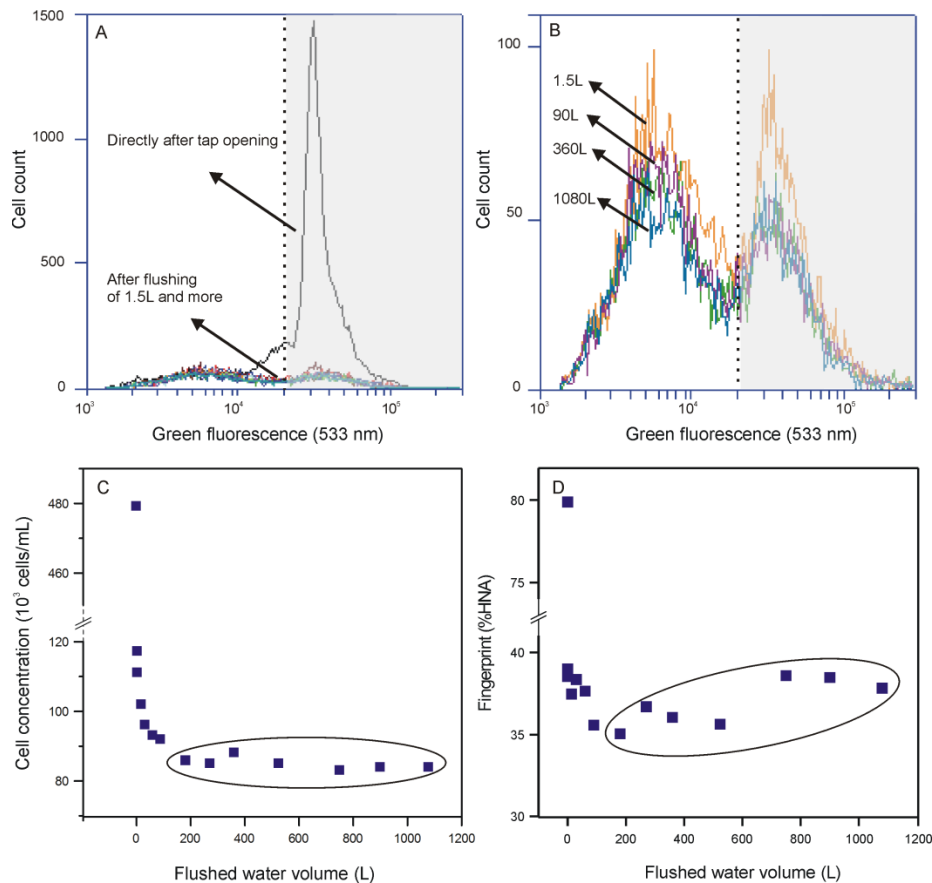 A
1500
1000
500
0
Cell count
Directly after tap opening
After flushing
of 1.5L and more
10³
10⁴
10⁵
Green fluorescence (533 nm)
B
100
50
0
Cell count
1.5L
90L
360L
1080L
10³
10⁴
10⁵
Green fluorescence (533 nm)
C
480
460
120
100
80
60
Cell concentration (10³ cells/mL)
0
200
400
600
800
1000
1200
Flushed water volume (L)
D
80
75
40
35
30
Fingerprint (%HNA)
0
200
400
600
800
1000
1200
Flushed water volume (L)